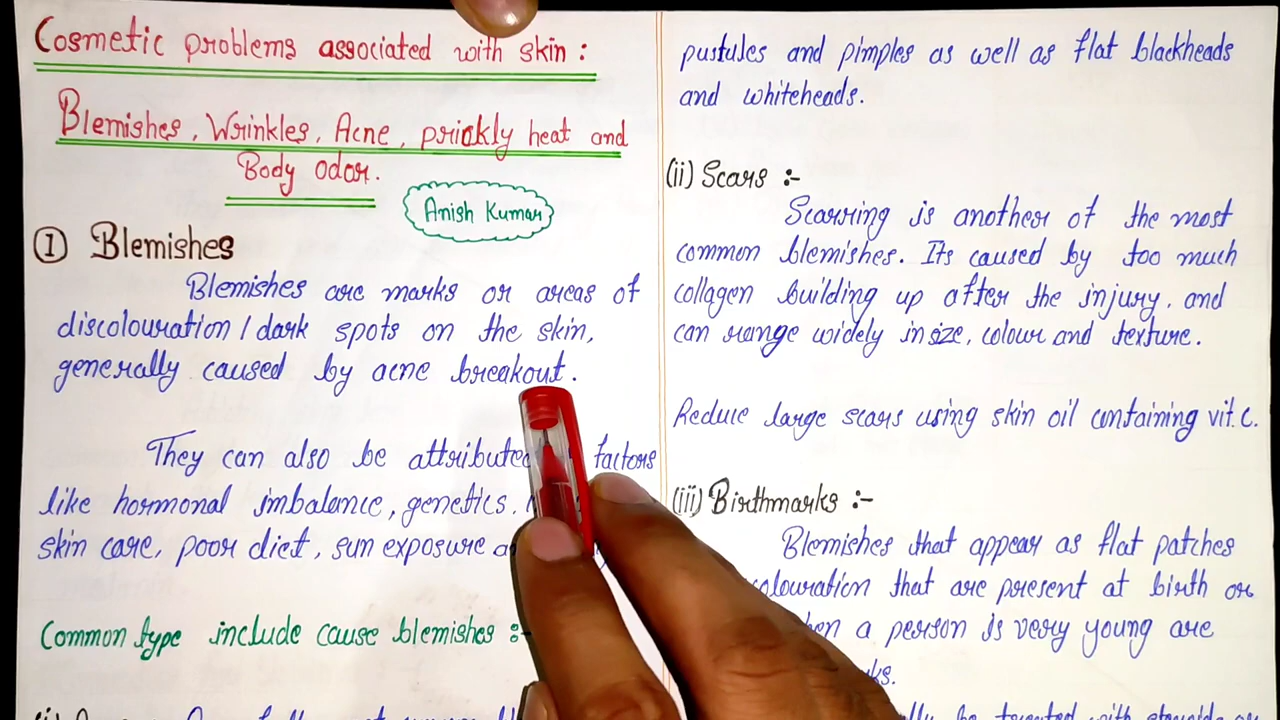 Cosmetic problems associated with skin :
Blemishes, Wrinkles, Acne, prickly heat and
Body odor.
Anish Kumar
① Blemishes
Blemishes are marks or areas of
discolouration / dark spots on the skin,
generally caused by acne breakout.
They can also be attributed factors
like hormonal imbalance, genetics,
skin care, poor diet, sun exposure
Common type include cause blemishes :-
pustules and pimples as well as flat blackheads
and whiteheads.
(ii) Scars :-
Scarring is another of the most
common blemishes. Its caused by too much
collagen building up after the injury, and
can range widely in size, colour and texture.
Reduce large scars using skin oil containing vit. C.
(iii) Birthmarks :-
Blemishes that appear as flat patches
that are present at birth or
a person is very young are